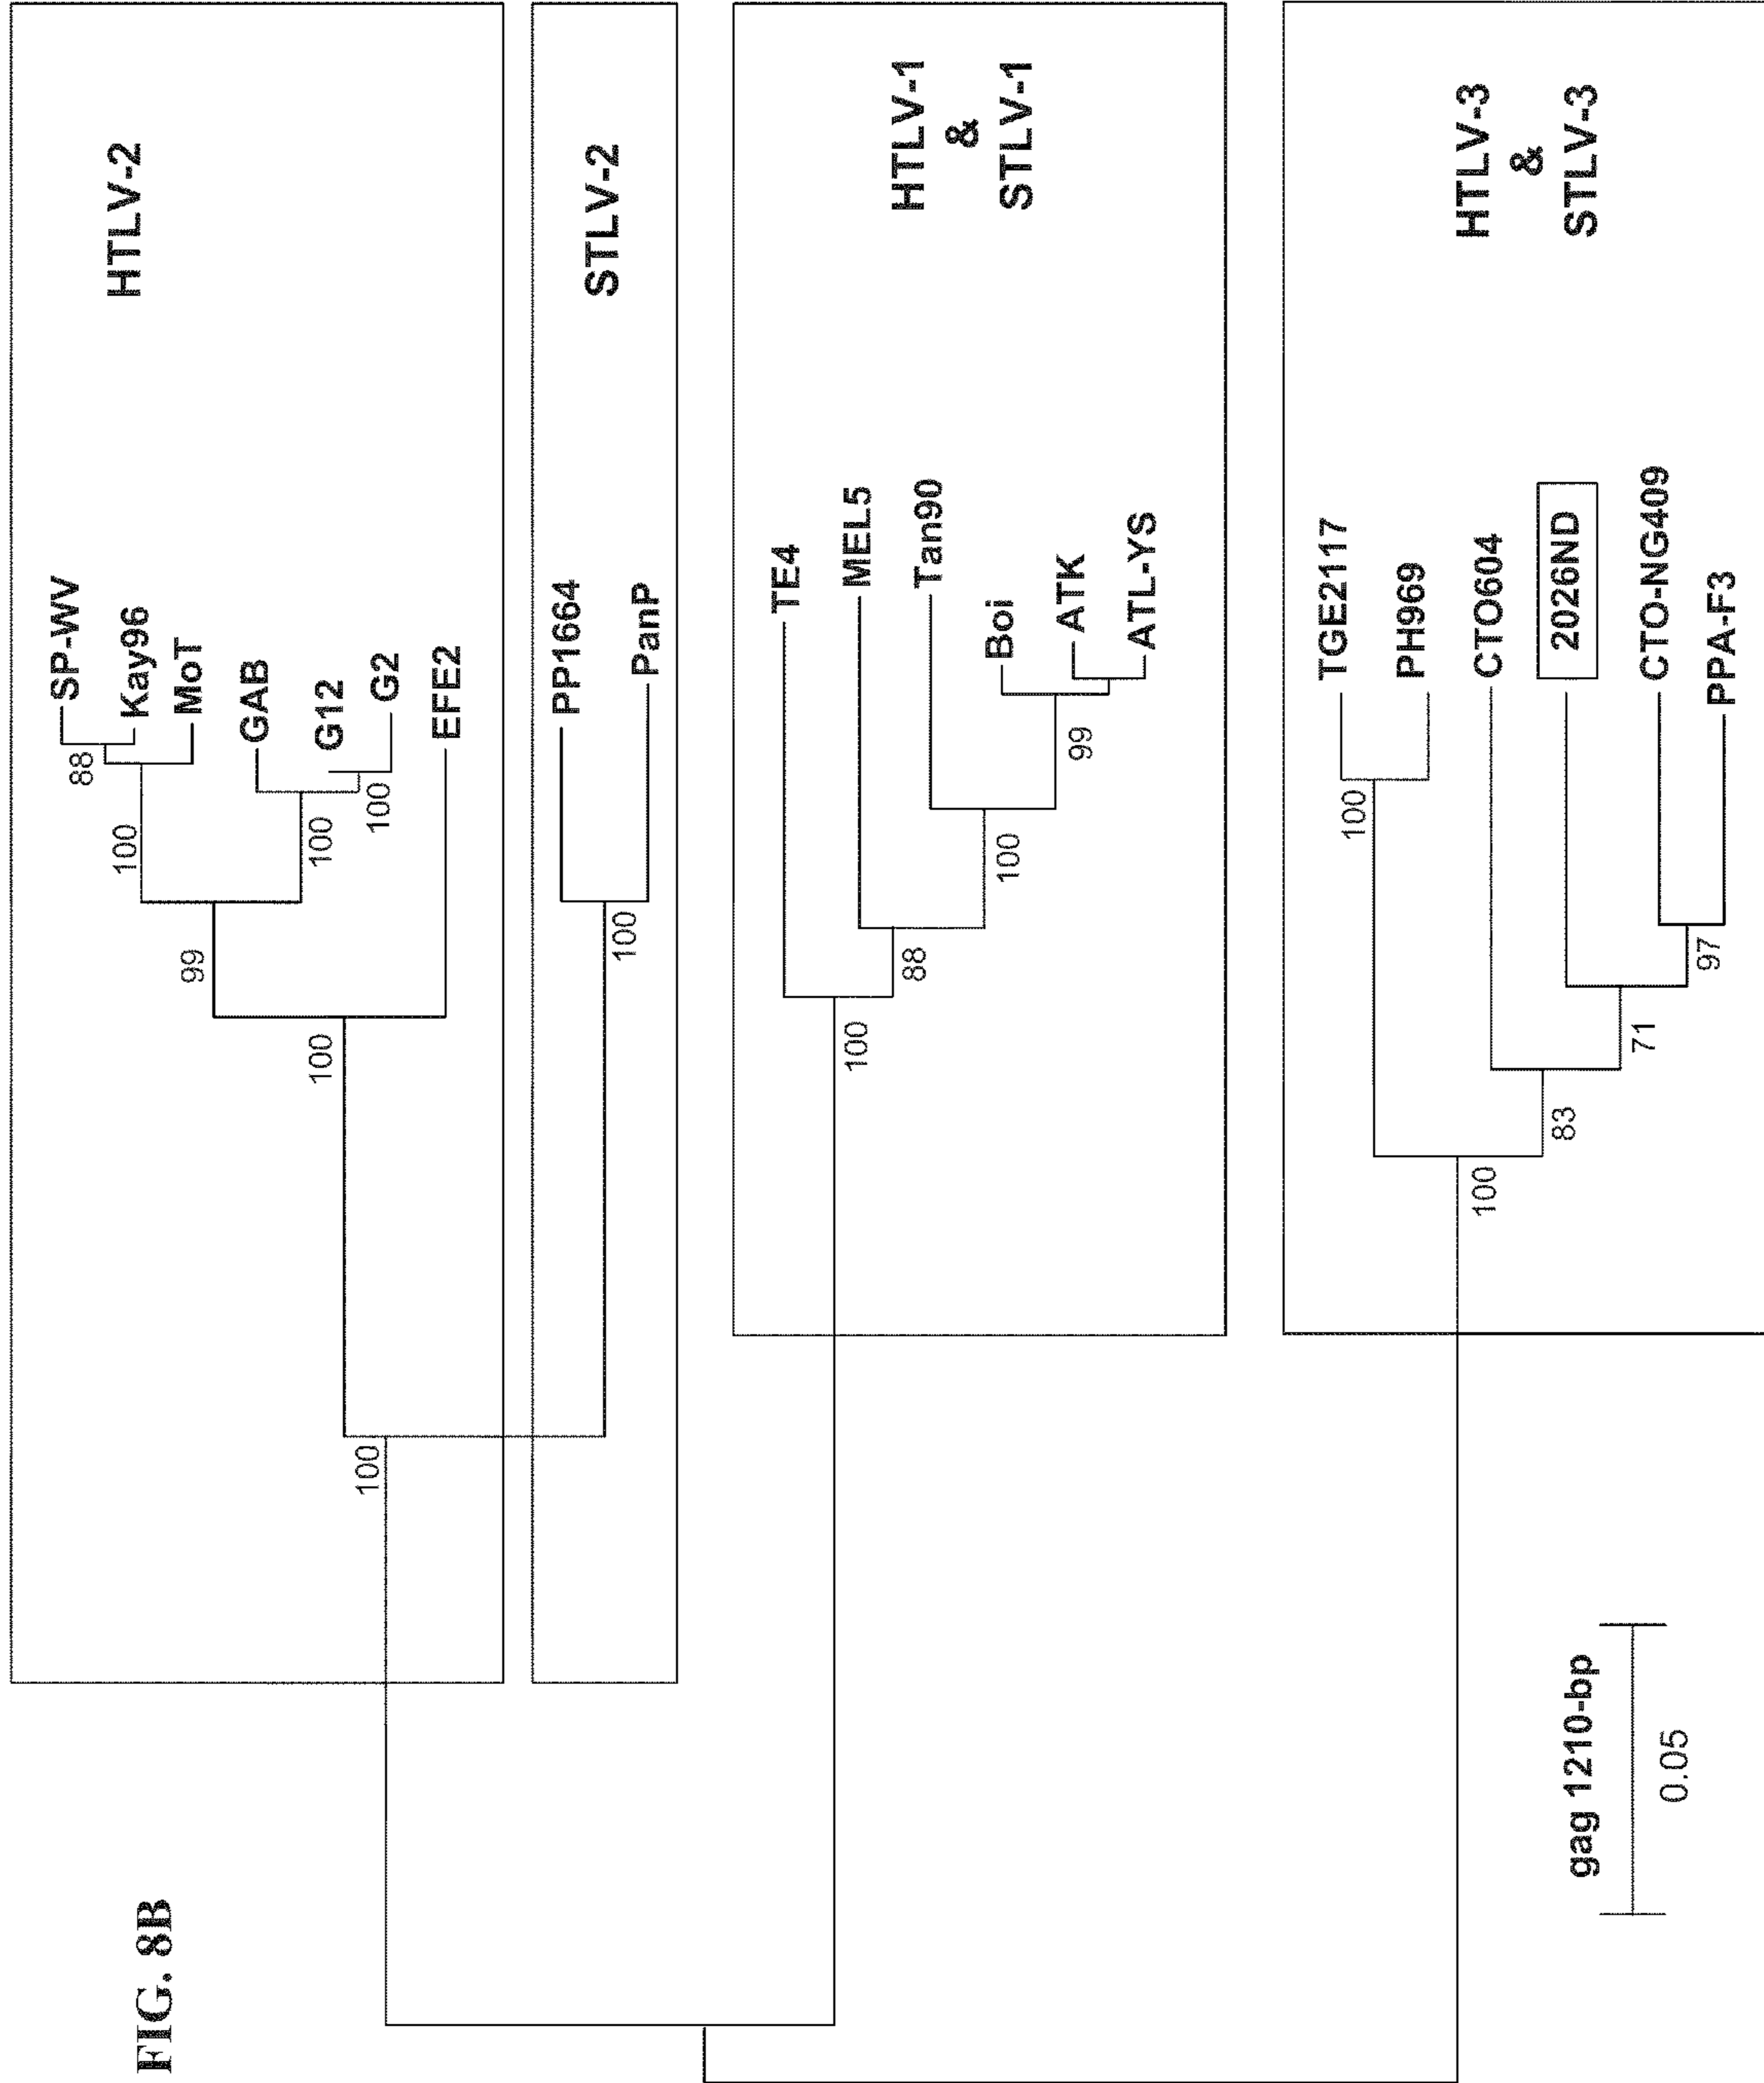 FIG. 8B
SP-WV
Kay96
MoT
GAB
G12
G2
EFE2
88
100
100
100
99
100
HTLV-2
PP1664
PanP
100
100
STLV-2
TE4
MEL5
Tan90
Boi
ATK
ATL-YS
99
100
88
100
HTLV-1
&
STLV-1
TGE2117
PH969
CTO604
2026ND
CTO-NG409
PPA-F3
100
97
71
83
100
HTLV-3
&
STLV-3
gag 1210-bp
0.05